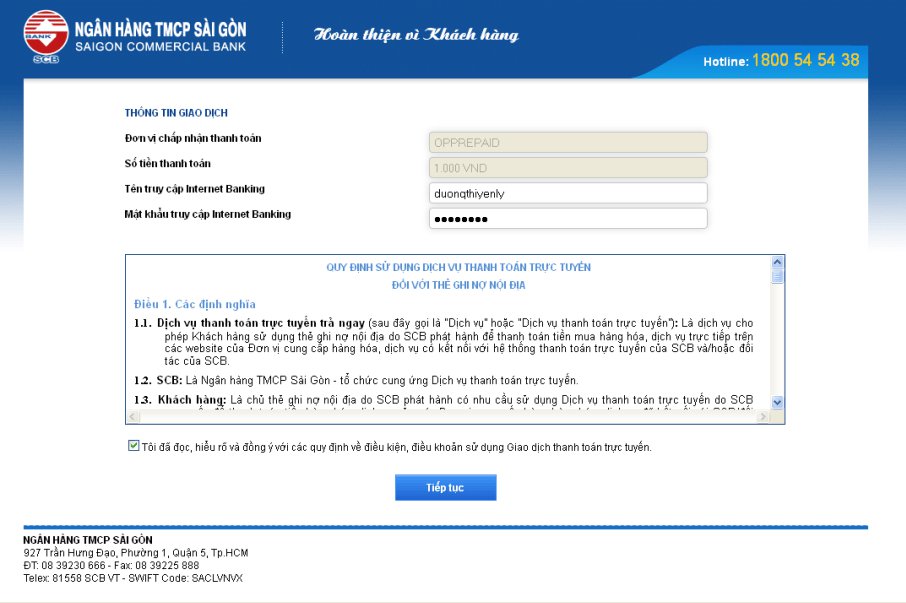 NGÂN HÀNG TMCP SÀI GÒN
SAIGON COMMERCIAL BANK
BANK
SCB
Hoàn thiện vì Khách hàng
Hotline: 1800 54 54 38
THÔNG TIN GIAO DỊCH
Đơn vị chấp nhận thanh toán
OPPREPAID
Số tiền thanh toán
1.000 VND
Tên truy cập Internet Banking
duongthiyenly
Mật khẩu truy cập Internet Banking
●●●●●●●●
QUY ĐỊNH SỬ DỤNG DỊCH VỤ THANH TOÁN TRỰC TUYẾN
ĐỐI VỚI THẺ GHI NỢ NỘI ĐỊA
Điều 1. Các định nghĩa
1.1. Dịch vụ thanh toán trực tuyến trả ngay (sau đây gọi là "Dịch vụ" hoặc "Dịch vụ thanh toán trực tuyến"): Là dịch vụ cho
phép Khách hàng sử dụng thẻ ghi nợ nội địa do SCB phát hành để thanh toán tiền mua hàng hóa, dịch vụ trực tiếp trên
các website của Đơn vị cung cấp hàng hóa, dịch vụ có kết nối với hệ thống thanh toán trực tuyến của SCB và/hoặc đối
tác của SCB.
1.2. SCB: Là Ngân hàng TMCP Sài Gòn - tổ chức cung ứng Dịch vụ thanh toán trực tuyến.
1.3. Khách hàng: Là chủ thẻ ghi nợ nội địa do SCB phát hành có nhu cầu sử dụng Dịch vụ thanh toán trực tuyến do SCB
Tôi đã đọc, hiểu rõ và đồng ý với các quy định về điều kiện, điều khoản sử dụng Giao dịch thanh toán trực tuyến.
Tiếp tục
NGÂN HÀNG TMCP SÀI GÒN
927 Trần Hưng Đạo, Phường 1, Quận 5, Tp.HCM
ĐT: 08 39230 666 - Fax: 08 39225 888
Telex: 81558 SCB VT - SWIFT Code: SACLVNVX